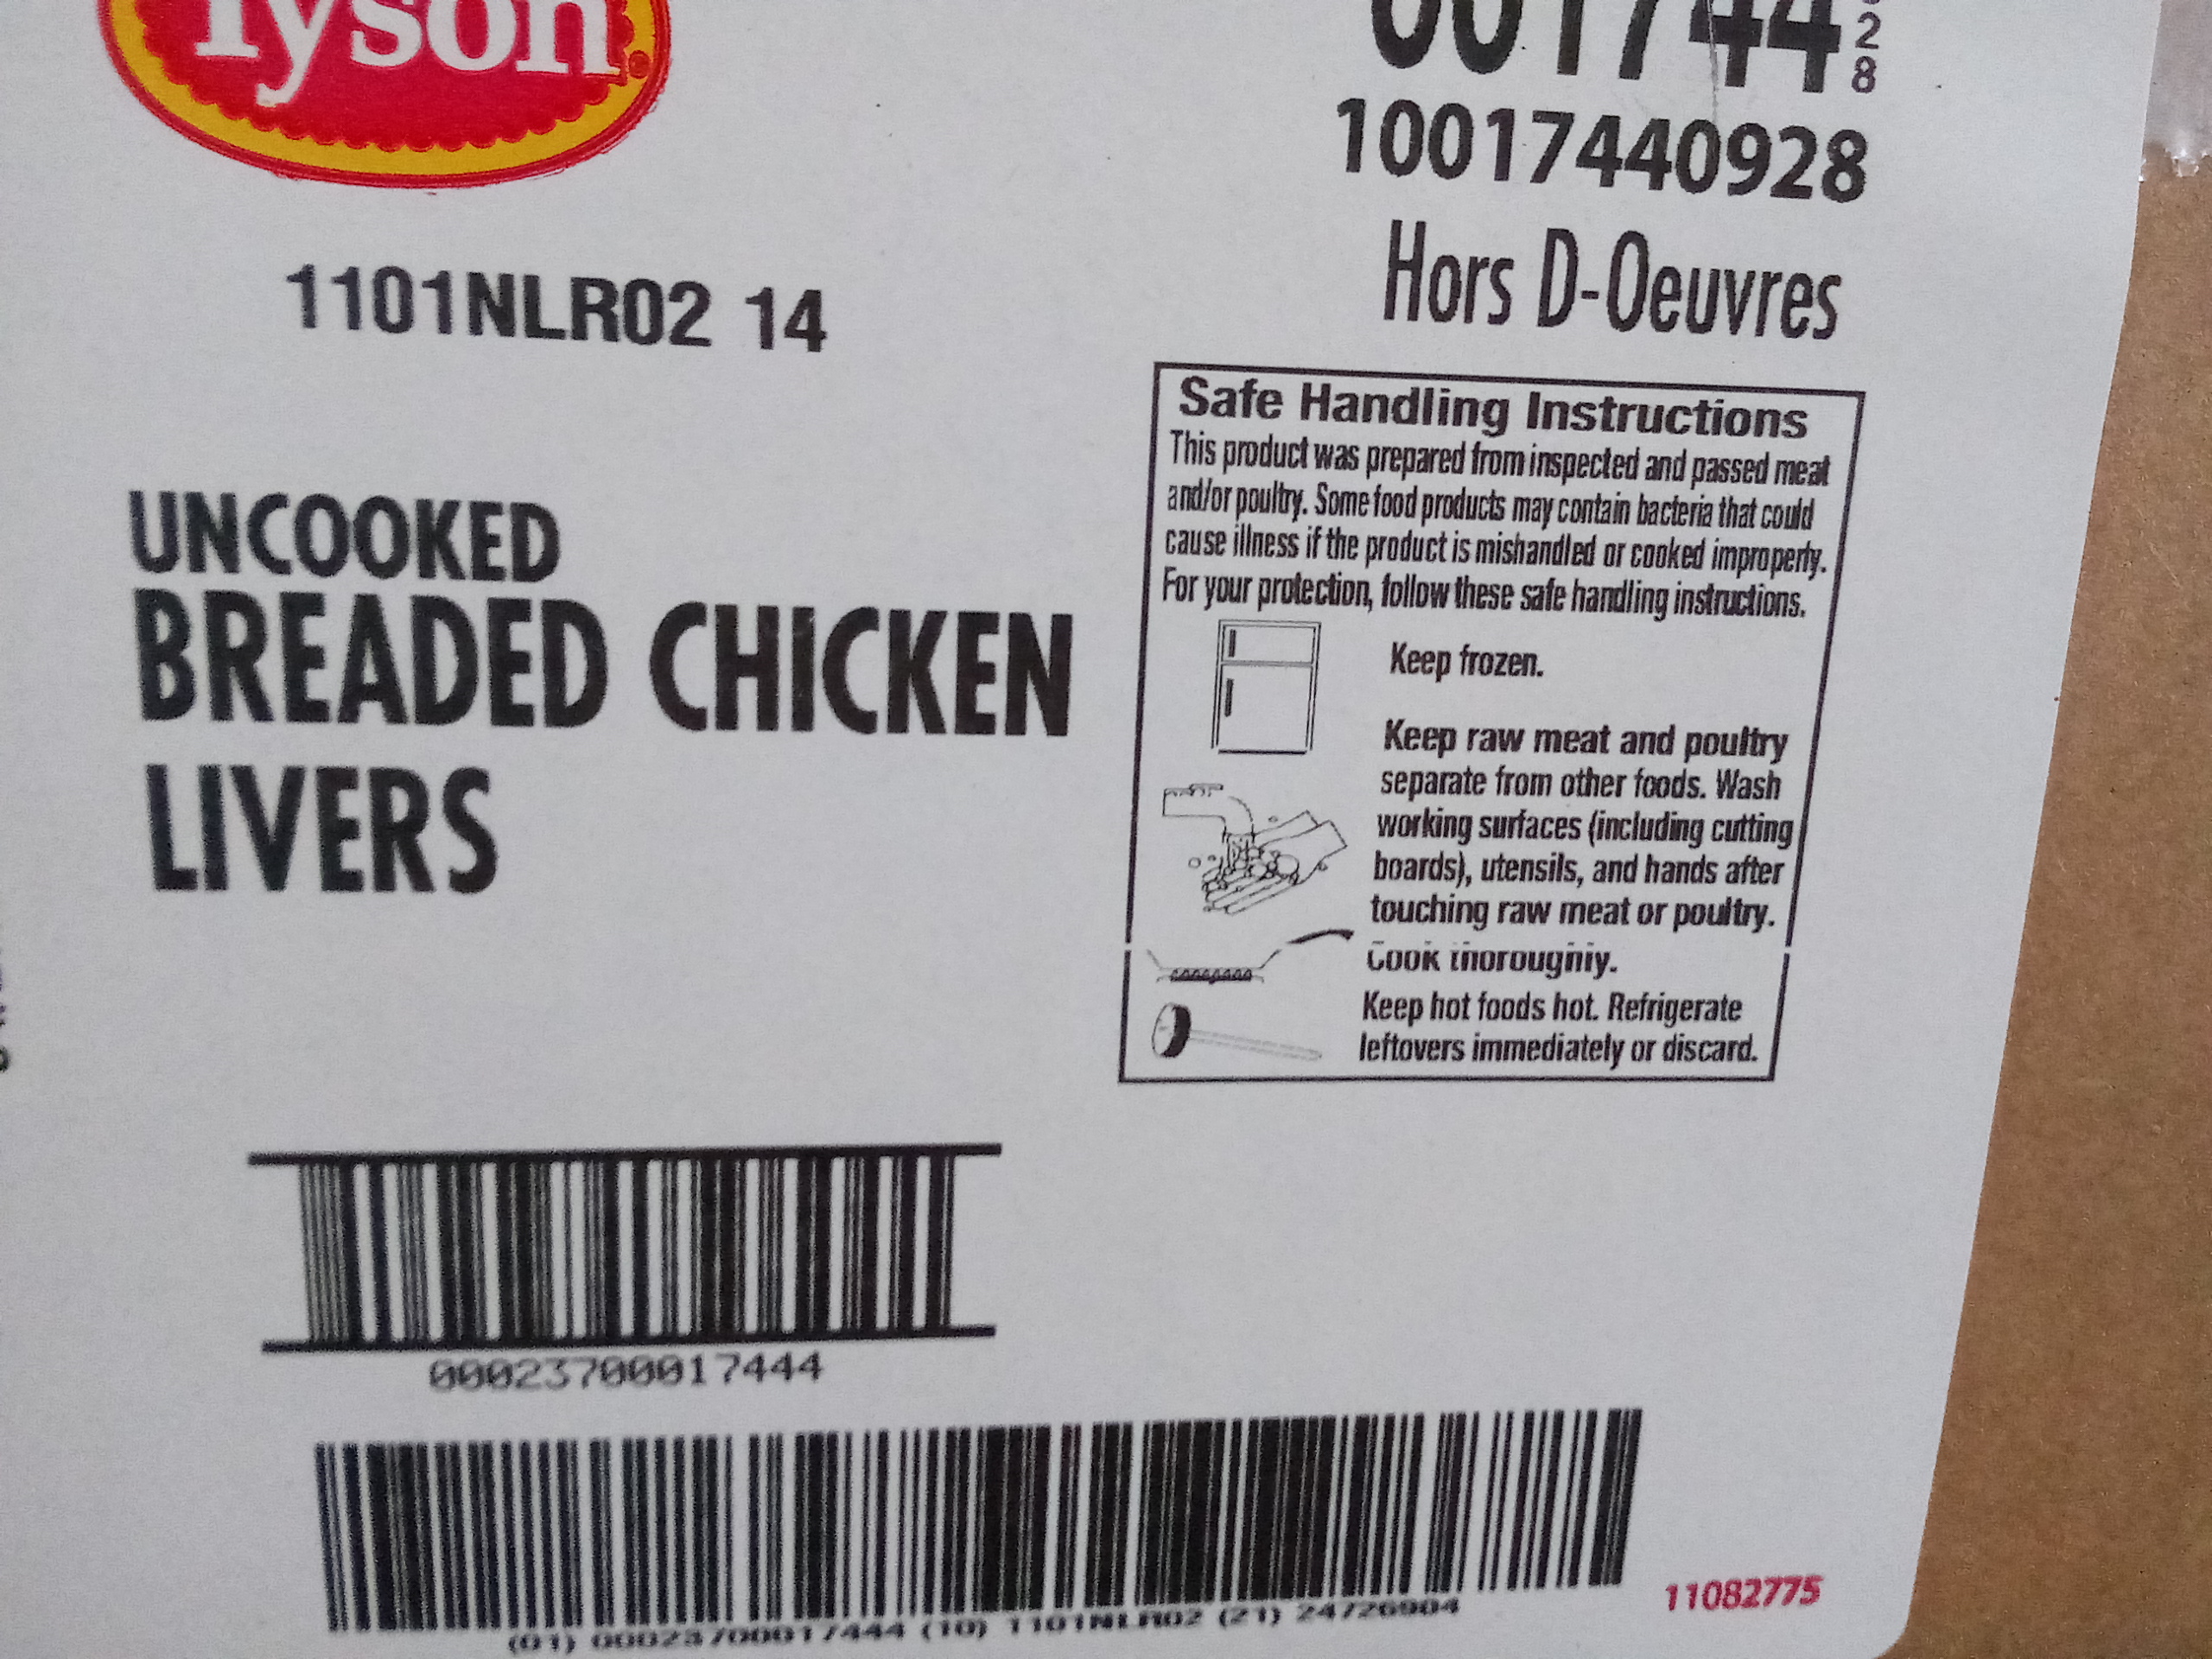 Tyson
001744
28
10017440928
Hors D-Oeuvres
1101NLR02 14
UNCOOKED
BREADED CHICKEN
LIVERS
Safe Handling Instructions
This product was prepared from inspected and passed meat
and/or poultry. Some food products may contain bacteria that could
cause illness if the product is mishandled or cooked improperly.
For your protection, follow these safe handling instructions.
Keep frozen.
Keep raw meat and poultry
separate from other foods. Wash
working surfaces (including cutting
boards), utensils, and hands after
touching raw meat or poultry.
Cook thoroughly.
Keep hot foods hot. Refrigerate
leftovers immediately or discard.
00023700017444
(01) 00023700017444 (10) 1101NLR02 (21) 24726904
11082775